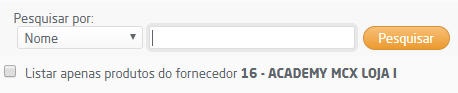 Pesquisar por:
Nome Pesquisar
Listar apenas produtos do fornecedor 16 - ACADEMY MCX LOJA I